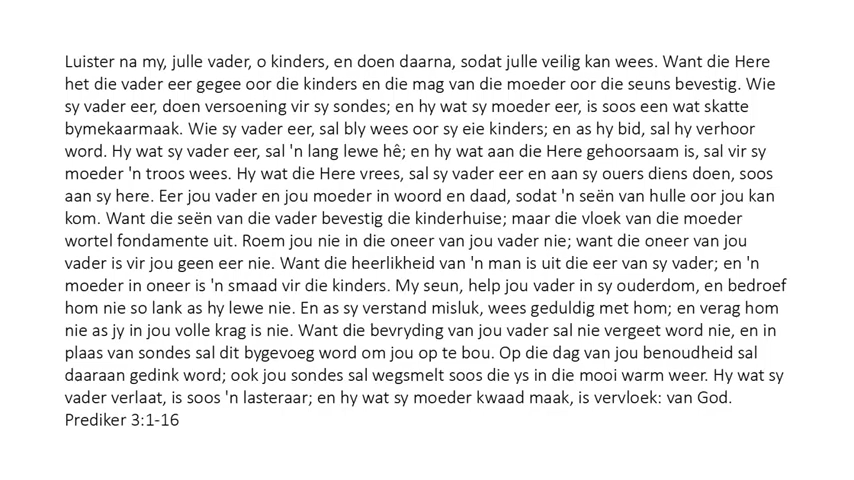 Luister na my, julle vader, o kinders, en doen daarna, sodat julle veilig kan wees. Want die Here
het die vader eer gegee oor die kinders en die mag van die moeder oor die seuns bevestig. Wie
sy vader eer, doen versoening vir sy sondes; en hy wat sy moeder eer, is soos een wat skatte
bymekaarmaak. Wie sy vader eer, sal bly wees oor sy eie kinders; en as hy bid, sal hy verhoor
word. Hy wat sy vader eer, sal 'n lang lewe hê; en hy wat aan die Here gehoorsaam is, sal vir sy
moeder 'n troos wees. Hy wat die Here vrees, sal sy vader eer en aan sy ouers diens doen, soos
aan sy here. Eer jou vader en jou moeder in woord en daad, sodat 'n seën van hulle oor jou kan
kom. Want die seën van die vader bevestig die kinderhuise; maar die vloek van die moeder
wortel fondamente uit. Roem jou nie in die oneer van jou vader nie; want die oneer van jou
vader is vir jou geen eer nie. Want die heerlikheid van 'n man is uit die eer van sy vader; en 'n
moeder in oneer is 'n smaad vir die kinders. My seun, help jou vader in sy ouderdom, en bedroef
hom nie so lank as hy lewe nie. En as sy verstand misluk, wees geduldig met hom; en verag hom
nie as jy in jou volle krag is nie. Want die bevryding van jou vader sal nie vergeet word nie, en in
plaas van sondes sal dit bygevoeg word om jou op te bou. Op die dag van jou benoudheid sal
daaraan gedink word; ook jou sondes sal wegsmelt soos die ys in die mooi warm weer. Hy wat sy
vader verlaat, is soos 'n lasteraar; en hy wat sy moeder kwaad maak, is vervloek: van God.
Prediker 3:1-16